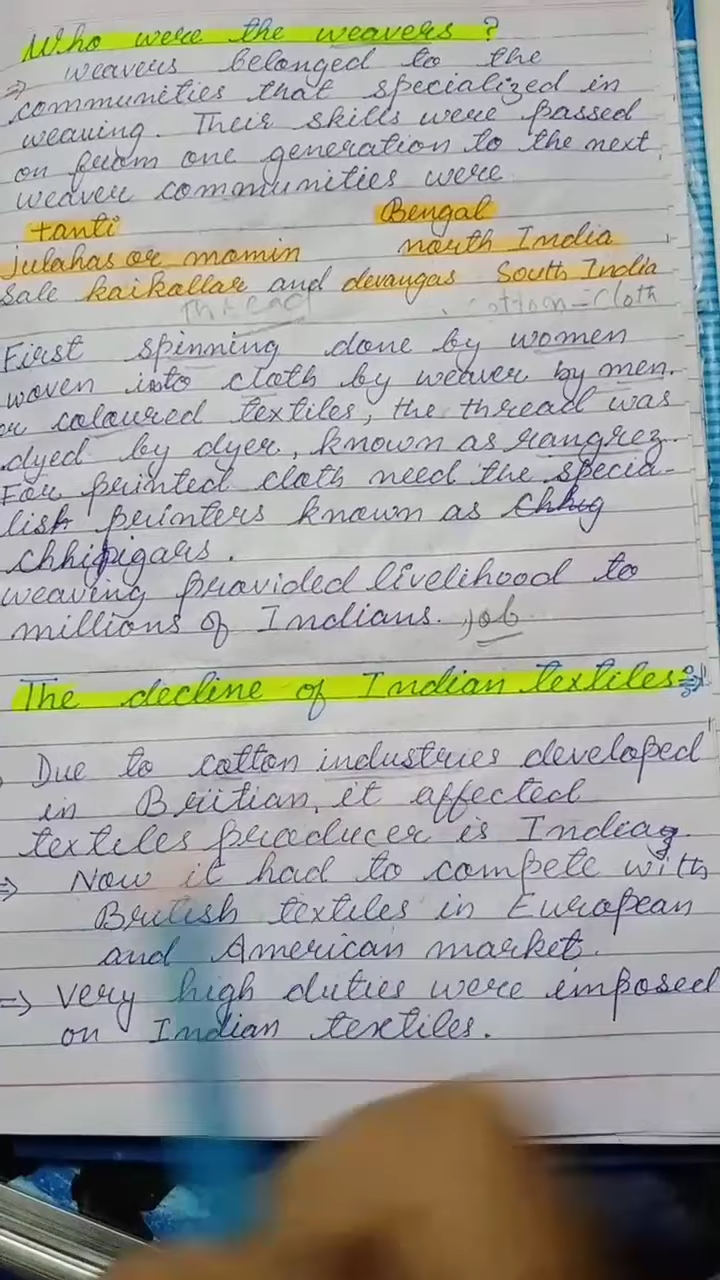 Who were the weavers ?
⇒ weavers belonged to the
communities that specialized in
weaving. Their skills were passed
on from one generation to the next
weaver communities were
tanti Bengal
julahas or momin north India
Sale kaikallar and devangas South India
Thread cotton - cloth
First spinning done by women
woven into cloth by weaver by men.
or coloured textiles, the thread was
dyed by dyer, known as rangrez.
For printed cloth need the specia-
list printers known as
chhipigars.
weaving provided livelihood to
millions of Indians. job
The decline of Indian textiles
Due to cotton industries developed
in Britian, it affected
textiles producer is India
⇒ Now it had to compete with
British textiles in European
and American market.
⇒ very high duties were imposed
on Indian textiles.